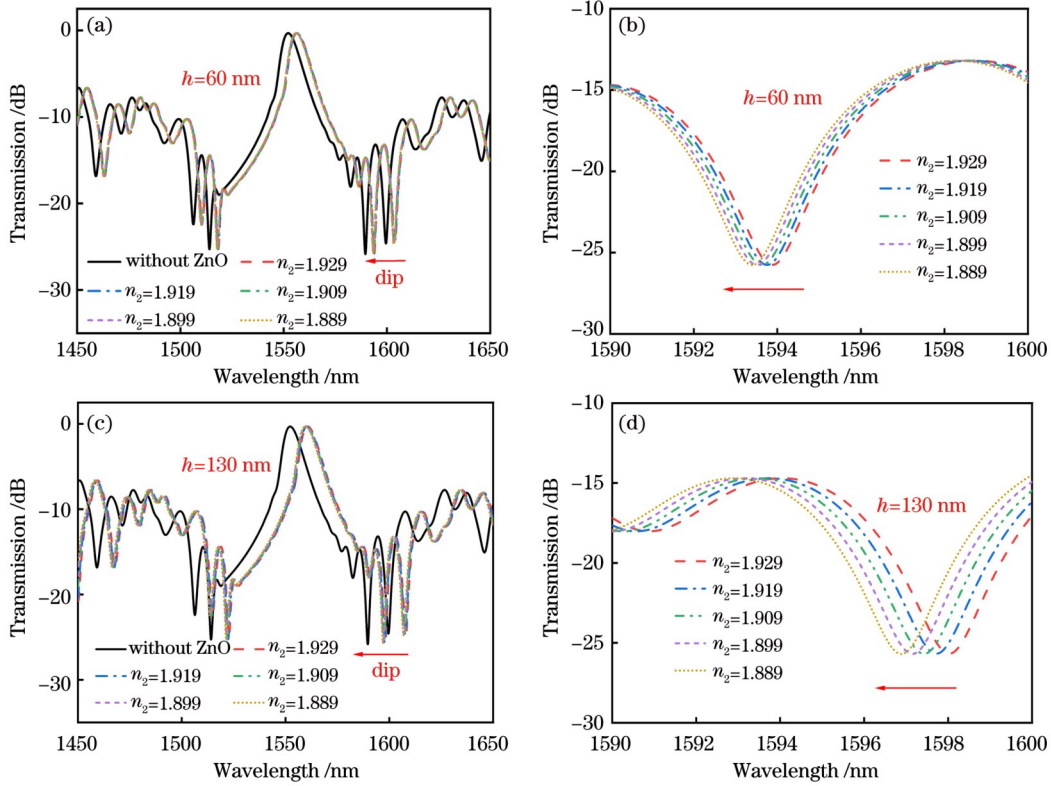 (a)
h=60 nm
0
−10
−20
−30
Transmission /dB
without ZnO
n2=1.929
n2=1.919
n2=1.909
n2=1.899
n2=1.889
dip
1450
1500
1550
1600
1650
Wavelength /nm
(b)
h=60 nm
−10
−15
−20
−25
−30
Transmission /dB
n2=1.929
n2=1.919
n2=1.909
n2=1.899
n2=1.889
1590
1592
1594
1596
1598
1600
Wavelength /nm
(c)
h=130 nm
0
−10
−20
−30
Transmission /dB
without ZnO
n2=1.929
n2=1.919
n2=1.909
n2=1.899
n2=1.889
dip
1450
1500
1550
1600
1650
Wavelength /nm
(d)
h=130 nm
−10
−15
−20
−25
−30
Transmission /dB
n2=1.929
n2=1.919
n2=1.909
n2=1.899
n2=1.889
1590
1592
1594
1596
1598
1600
Wavelength /nm